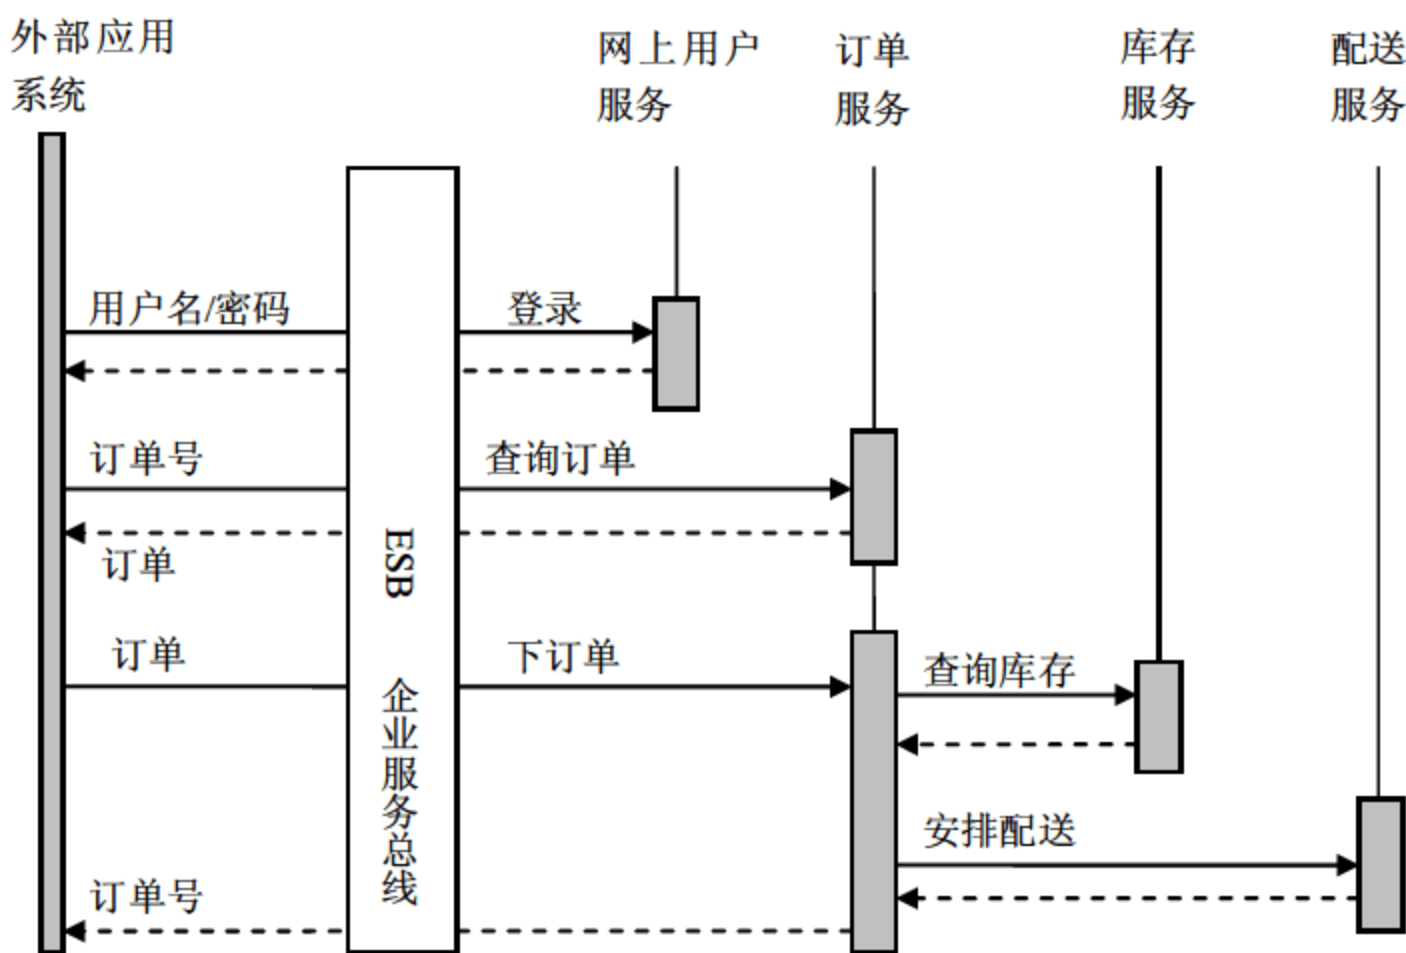 外部应用
系统
网上用户
服务
订单
服务
库存
服务
配送
服务
用户名/密码
登录
订单号
查询订单
订单
订单
下订单
查询库存
安排配送
订单号
ESB 企业服务总线